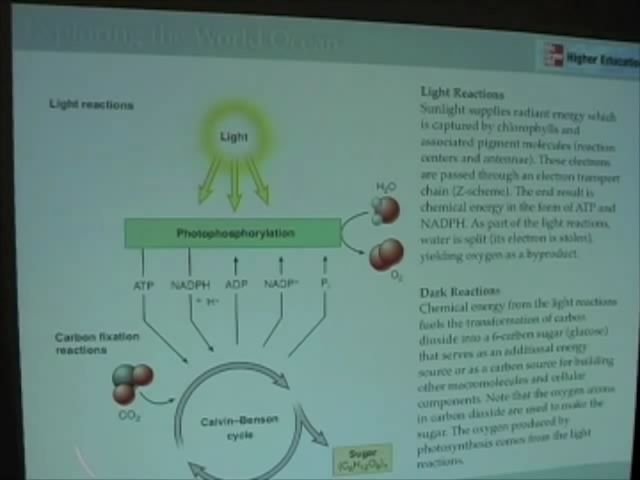 Exploring the World Ocean
Higher Education
Light reactions
Light
H₂O
Photophosphorylation
O₂
ATP
NADPH
+ H⁺
ADP
NADP⁺
Pᵢ
Carbon fixation
reactions
CO₂
Calvin–Benson
cycle
Sugar
(C₆H₁₂O₆)ₙ
Light Reactions
Sunlight supplies radiant energy which
is captured by chlorophylls and
associated pigment molecules (reaction
centers and antennae). These electrons
are passed through an electron transport
chain (Z-scheme). The end result is
chemical energy in the form of ATP and
NADPH. As part of the light reactions,
water is split (its electron is stolen),
yielding oxygen as a byproduct.
Dark Reactions
Chemical energy from the light reactions
fuels the transformation of carbon
dioxide into a 6-carbon sugar (glucose)
that serves as an additional energy
source or as a carbon source for building
other macromolecules and cellular
components. Note that the oxygen atoms
in carbon dioxide are used to make the
sugar. The oxygen produced by
photosynthesis comes from the light
reactions.